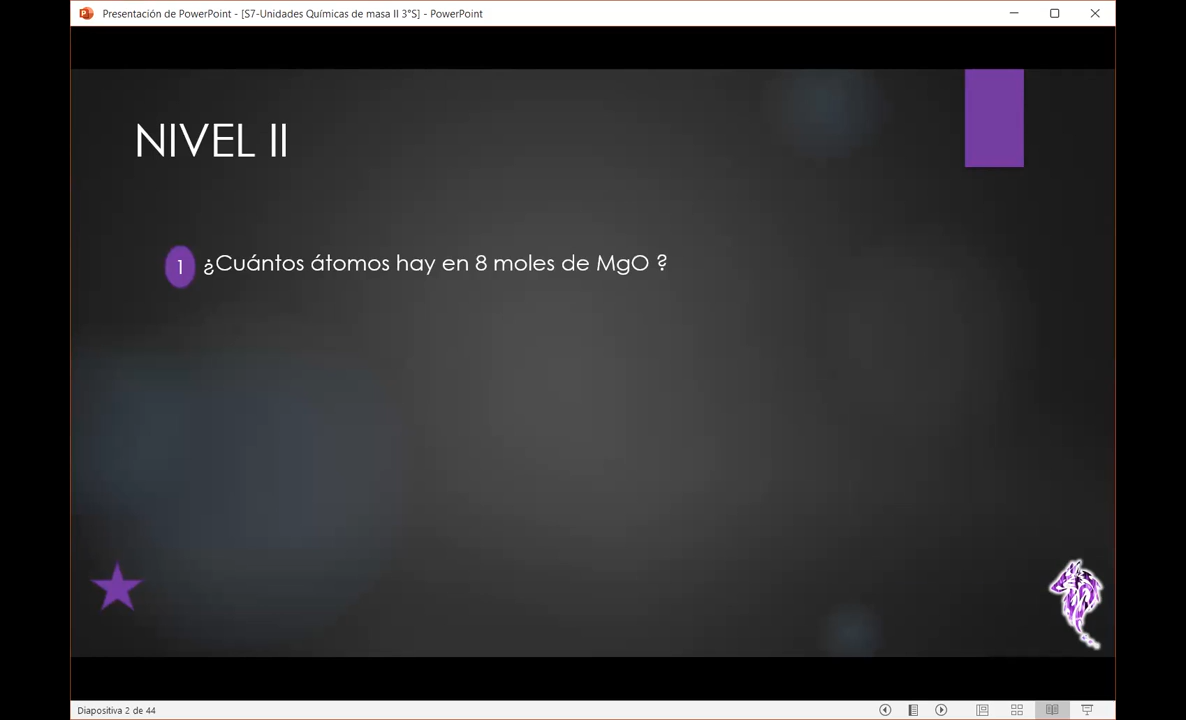 Presentación de PowerPoint - [S7-Unidades Químicas de masa II 3°S] - PowerPoint
NIVEL II
1 ¿Cuántos átomos hay en 8 moles de MgO ?
Diapositiva 2 de 44